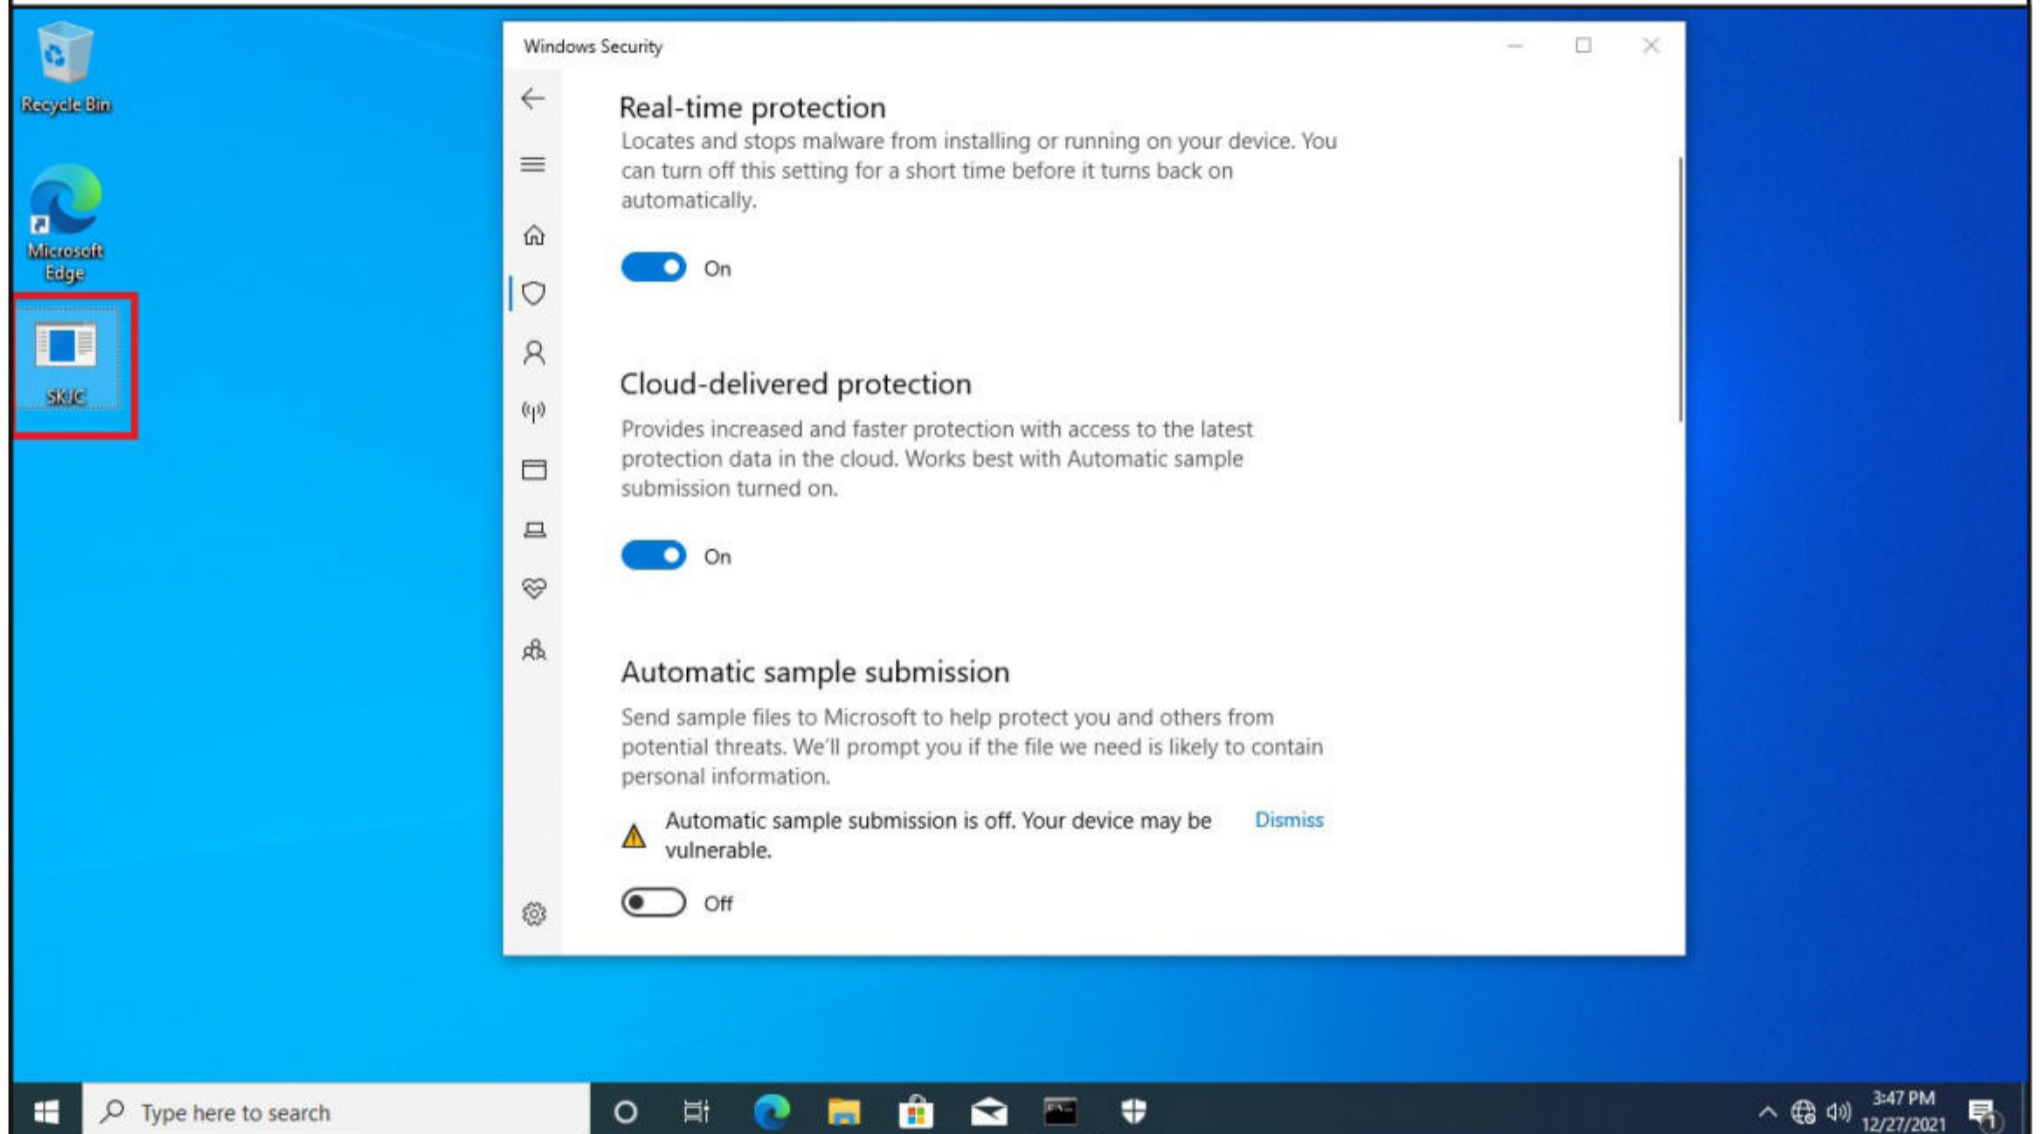 Recycle Bin
Microsoft
Edge
SKJC
Windows Security
Real-time protection
Locates and stops malware from installing or running on your device. You
can turn off this setting for a short time before it turns back on
automatically.
On
Cloud-delivered protection
Provides increased and faster protection with access to the latest
protection data in the cloud. Works best with Automatic sample
submission turned on.
On
Automatic sample submission
Send sample files to Microsoft to help protect you and others from
potential threats. We'll prompt you if the file we need is likely to contain
personal information.
Automatic sample submission is off. Your device may be
vulnerable.
Dismiss
Off
Type here to search
3:47 PM
12/27/2021
1